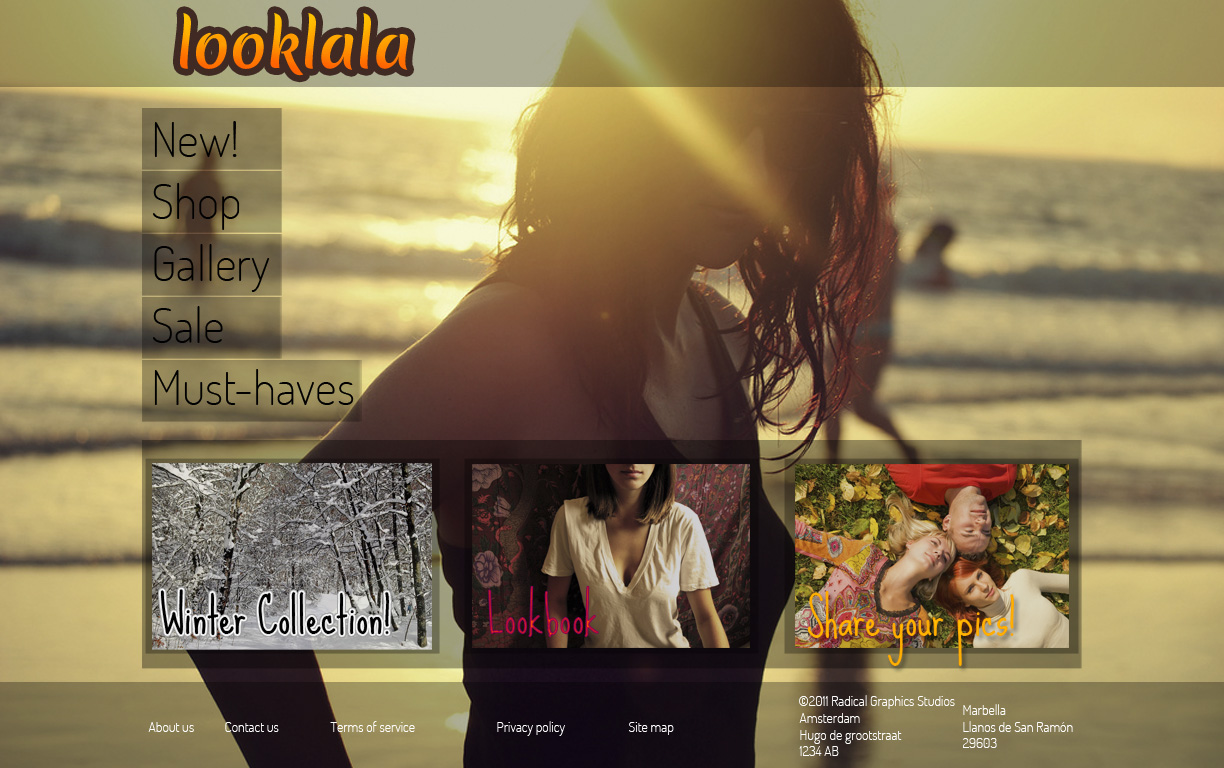 looklala
New!
Shop
Gallery
Sale
Must-haves
Winter Collection!
Lookbook
Share your pics!
About us
Contact us
Terms of service
Privacy policy
Site map
©2011 Radical Graphics Studios
Amsterdam
Hugo de grootstraat
1234 AB
Marbella
Llanos de San Ramón
29603